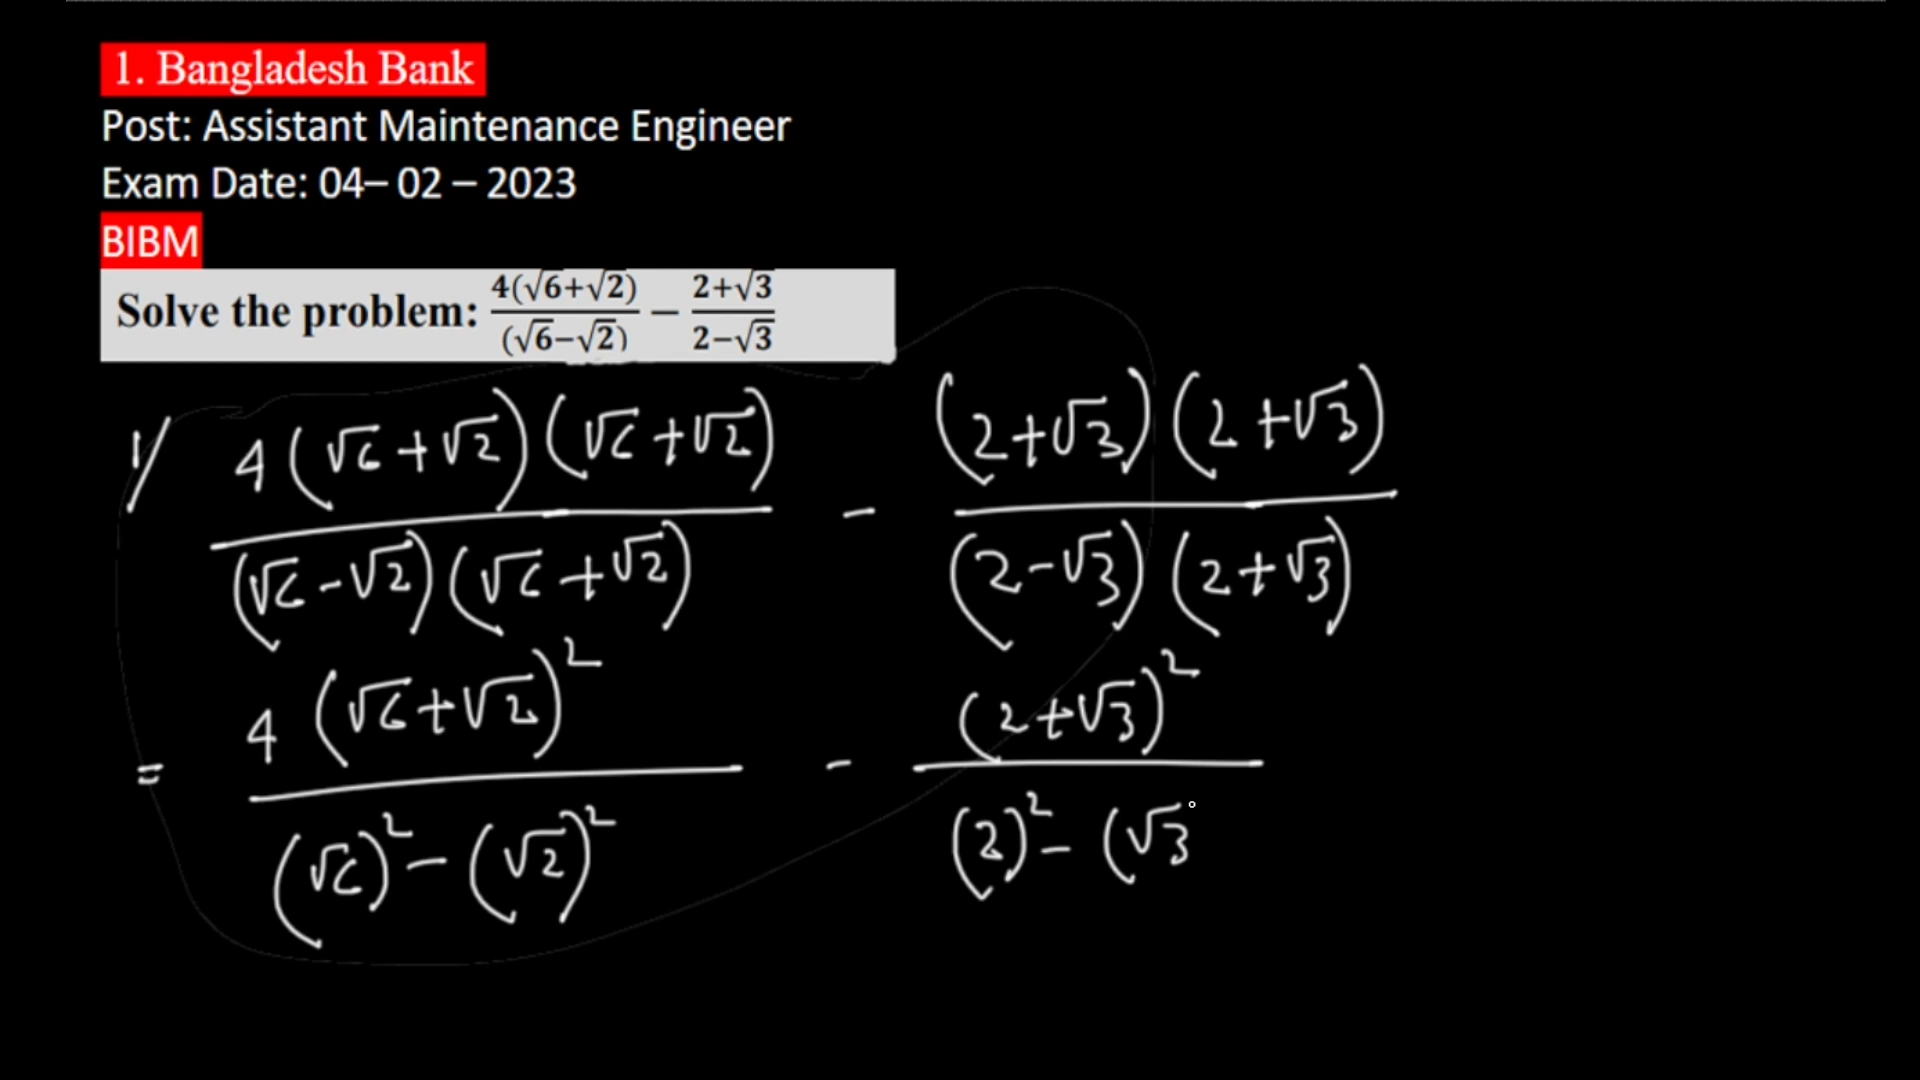 1. Bangladesh Bank
Post: Assistant Maintenance Engineer
Exam Date: 04– 02 – 2023
BIBM
Solve the problem: 4(√6+√2)/(√6−√2) − 2+√3/2−√3
1/ 4(√6+√2)(√6+√2)/(√6-√2)(√6+√2) - (2+√3)(2+√3)/(2-√3)(2+√3)
= 4(√6+√2)²/(√6)²-(√2)² - (2+√3)²/(2)²-(√3